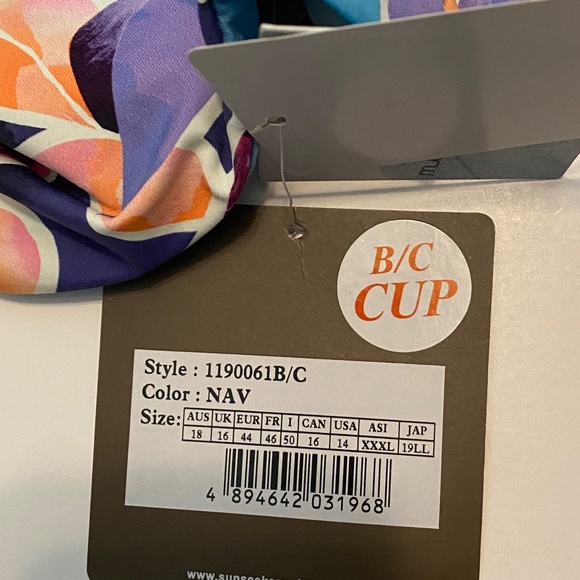 B/C
CUP
Style : 1190061B/C
Color : NAV
Size: AUS UK EUR FR I CAN USA ASI JAP
18 16 44 46 50 16 14 XXXL 19LL
4 894642 031968